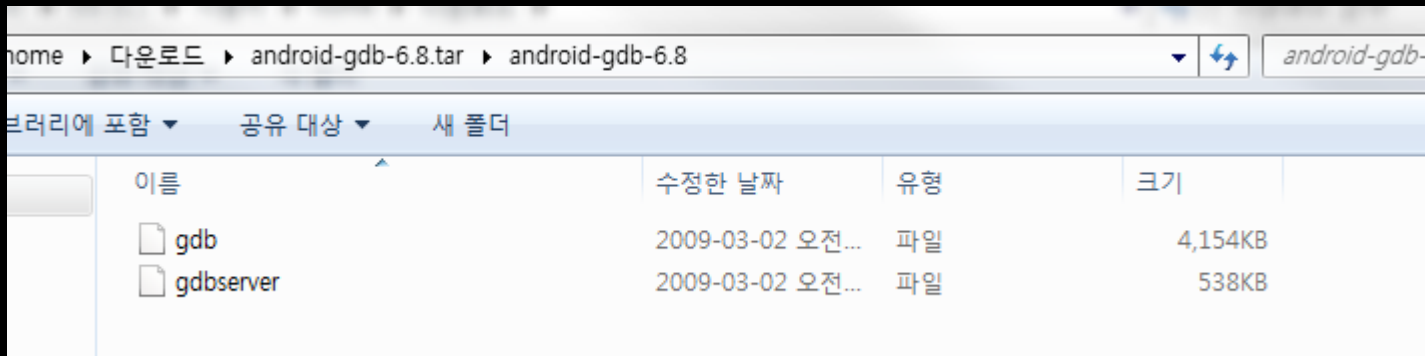 home ▸ 다운로드 ▸ android-gdb-6.8.tar ▸ android-gdb-6.8 android-gdb-
브러리에 포함 공유 대상 새 폴더
이름 수정한 날짜 유형 크기
gdb 2009-03-02 오전... 파일 4,154KB
gdbserver 2009-03-02 오전... 파일 538KB